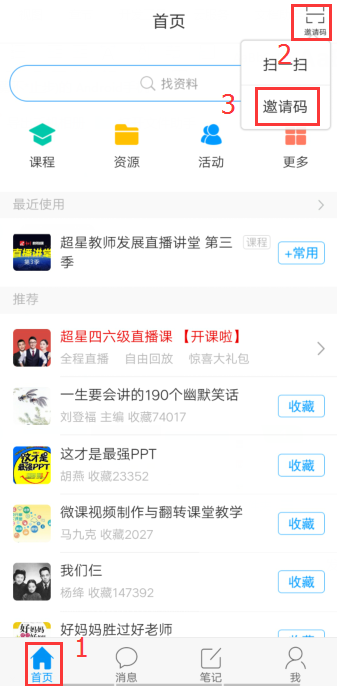 首页
邀请码
2
扫一扫
找资料
3
邀请码
课程
资源
活动
更多
最近使用
超星教师发展直播讲堂 第三
季
课程
+常用
推荐
超星四六级直播课 【开课啦】
全程直播 自由回放 惊喜大礼包
一生要会讲的190个幽默笑话
刘登福 主编 收藏74017
收藏
这才是最强PPT
这才是最强PPT
胡燕 收藏23352
收藏
微课视频制作与翻转课堂教学
马九克 收藏2027
收藏
我们仨
杨绛 收藏147392
收藏
好妈妈
好妈妈胜过好老师
收藏
1
首页
消息
笔记
我